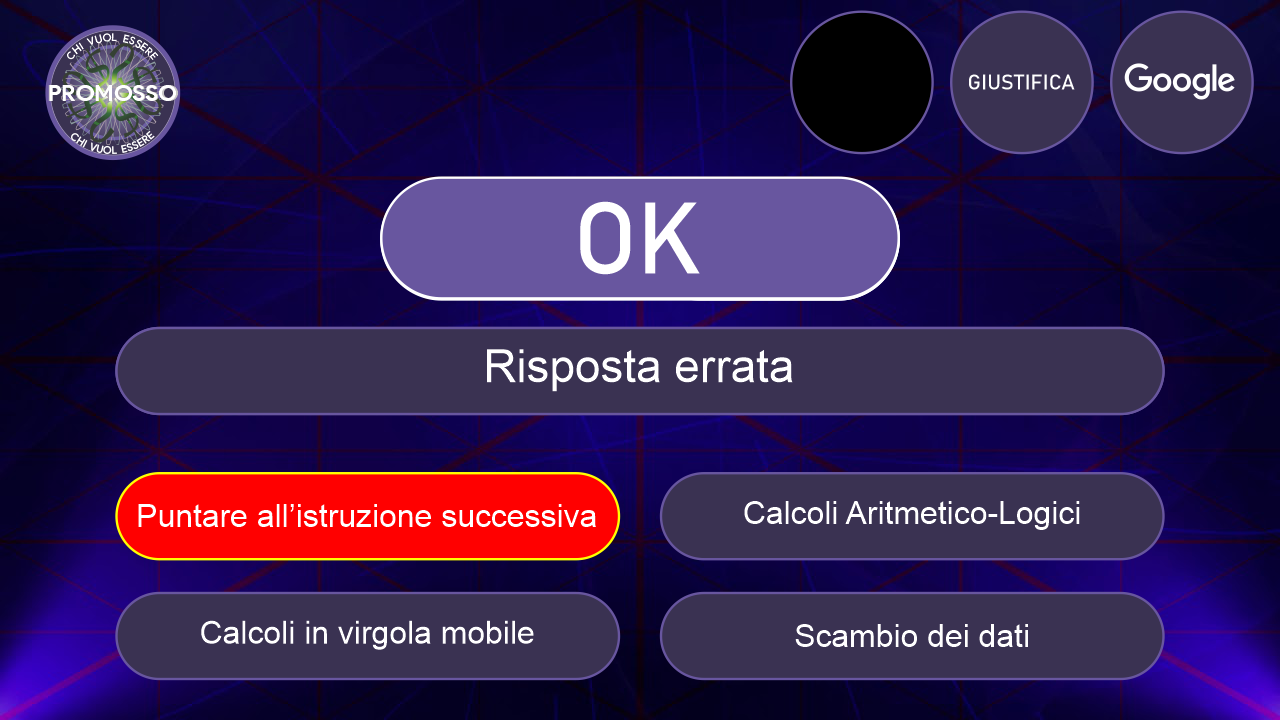 CHI VUOL ESSERE
PROMOSSO
CHI VUOL ESSERE
GIUSTIFICA
Google
OK
Risposta errata
Puntare all’istruzione successiva
Calcoli Aritmetico-Logici
Calcoli in virgola mobile
Scambio dei dati